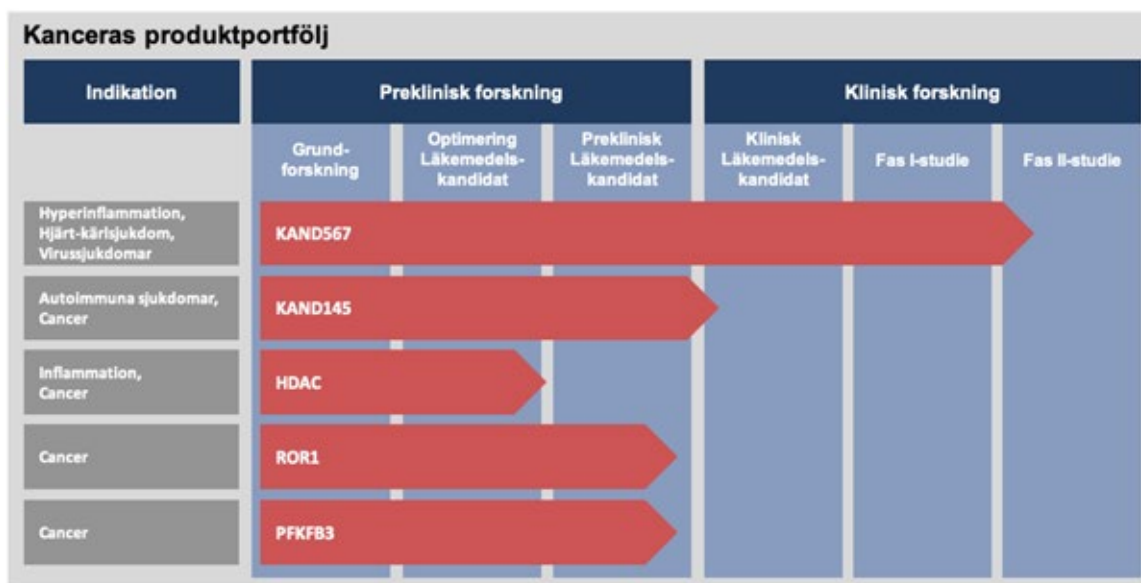 Kanceras produktportfölj
Indikation
Preklinisk forskning
Klinisk forskning
Grund-
forskning
Optimering
Läkemedels-
kandidat
Preklinisk
Läkemedels-
kandidat
Klinisk
Läkemedels-
kandidat
Fas I-studie
Fas II-studie
Hyperinflammation,
Hjärt-kärlsjukdom,
Virussjukdomar
KAND567
Autoimmuna sjukdomar,
Cancer
KAND145
Inflammation,
Cancer
HDAC
Cancer
ROR1
Cancer
PFKFB3